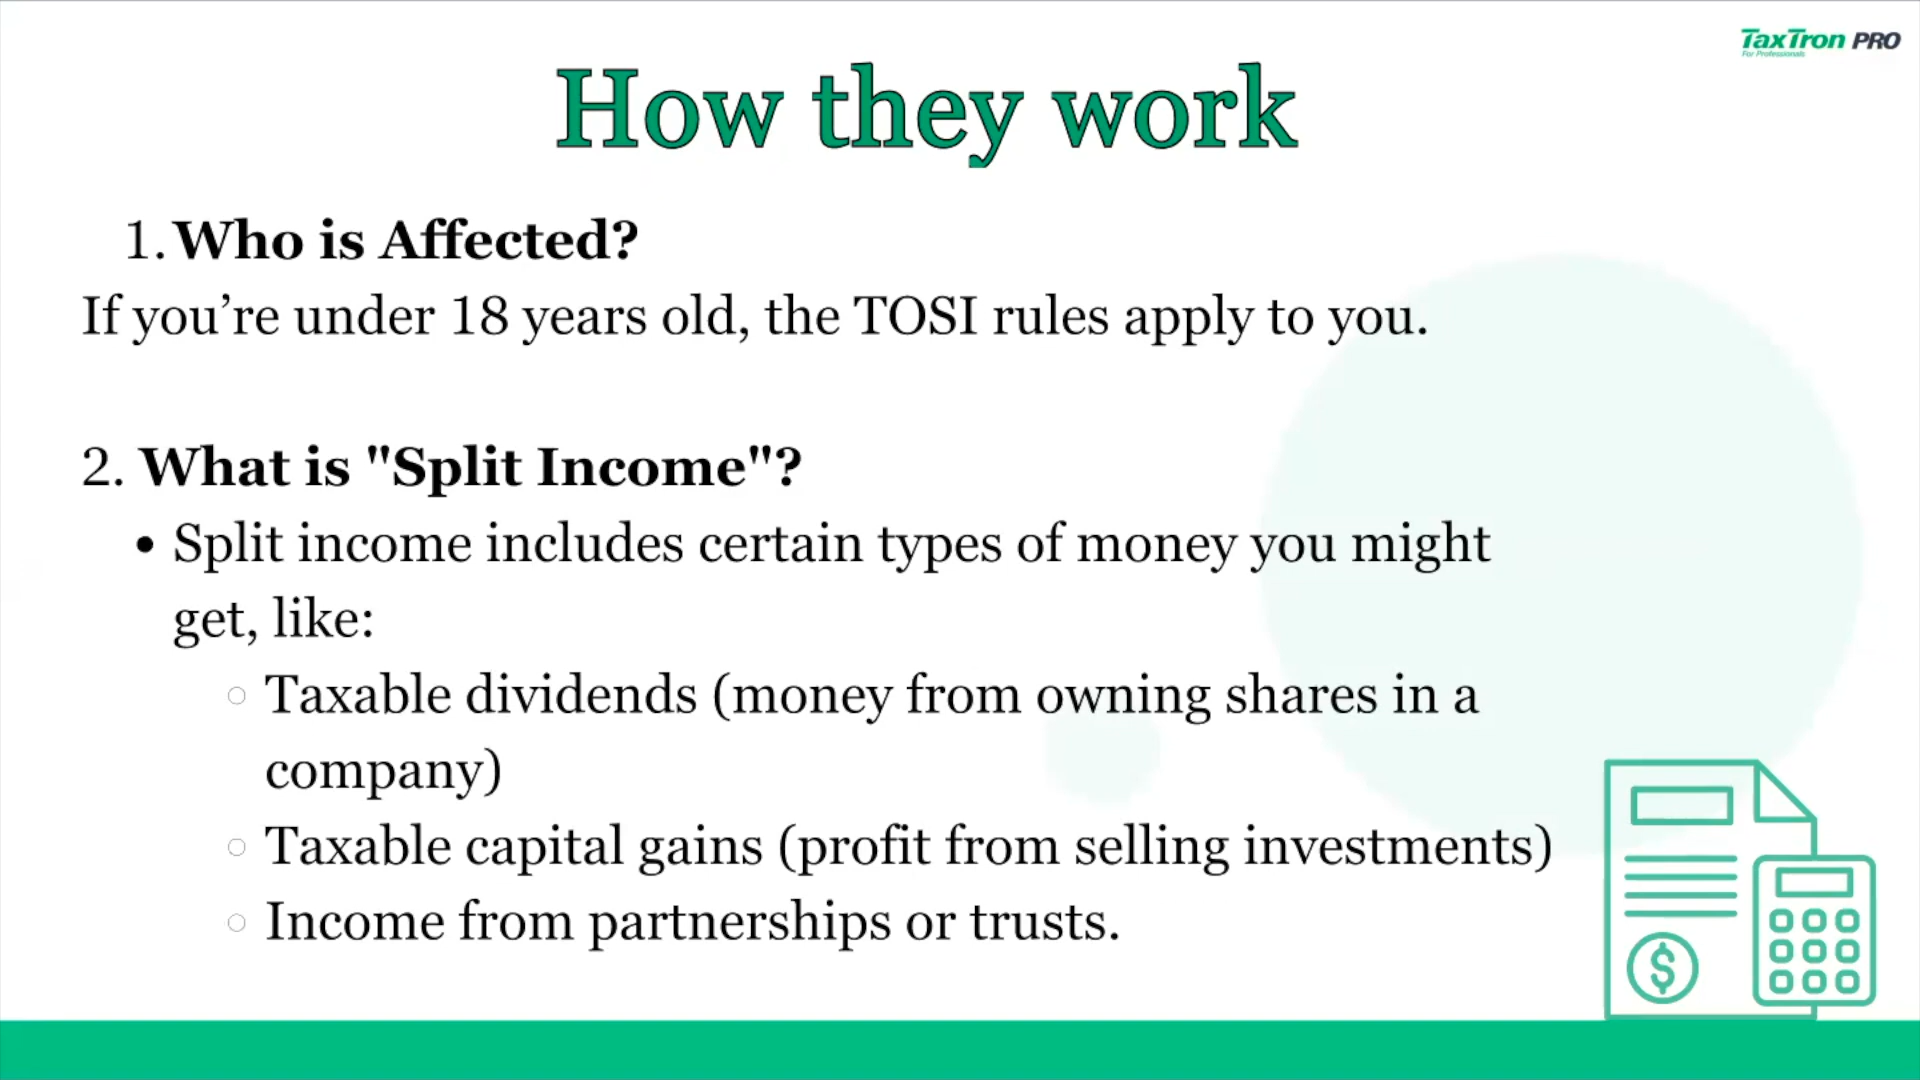 TaxTron PRO
For Professionals
How they work
1. Who is Affected?
If you’re under 18 years old, the TOSI rules apply to you.
2. What is "Split Income"?
• Split income includes certain types of money you might
get, like:
○ Taxable dividends (money from owning shares in a
company)
○ Taxable capital gains (profit from selling investments)
○ Income from partnerships or trusts.
$